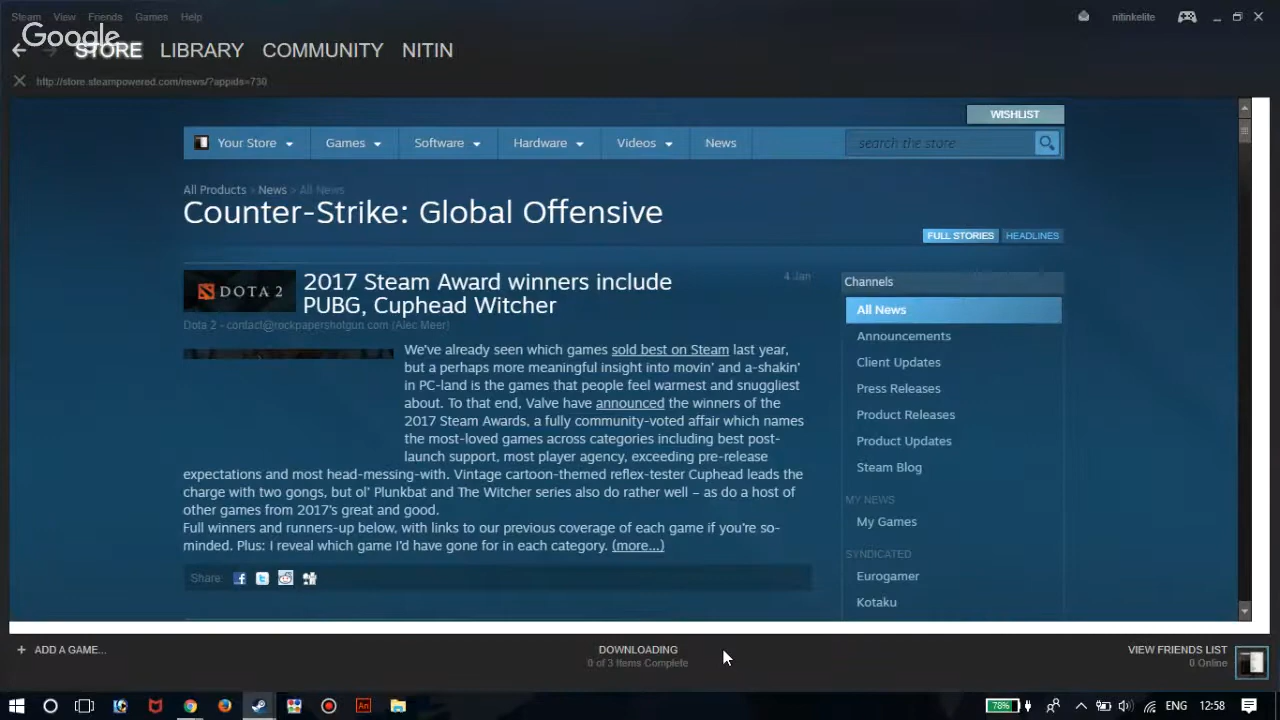 Steam View Friends Games Help nitinkelite
Google
STORE LIBRARY COMMUNITY NITIN
http://store.steampowered.com/news/?appids=730
WISHLIST
Your Store Games Software Hardware Videos News search the store
All Products > News > All News
Counter-Strike: Global Offensive
FULL STORIES HEADLINES
DOTA 2
2017 Steam Award winners include
PUBG, Cuphead Witcher
4 Jan
Dota 2 - contact@rockpapershotgun.com (Alec Meer)
We've already seen which games sold best on Steam last year,
but a perhaps more meaningful insight into movin' and a-shakin'
in PC-land is the games that people feel warmest and snuggliest
about. To that end, Valve have announced the winners of the
2017 Steam Awards, a fully community-voted affair which names
the most-loved games across categories including best post-
launch support, most player agency, exceeding pre-release
expectations and most head-messing-with. Vintage cartoon-themed reflex-tester Cuphead leads the
charge with two gongs, but ol' Plunkbat and The Witcher series also do rather well – as do a host of
other games from 2017's great and good.
Full winners and runners-up below, with links to our previous coverage of each game if you're so-
minded. Plus: I reveal which game I'd have gone for in each category. (more...)
Share:
Channels
All News
Announcements
Client Updates
Press Releases
Product Releases
Product Updates
Steam Blog
MY NEWS
My Games
SYNDICATED
Eurogamer
Kotaku
+ ADD A GAME...
DOWNLOADING
0 of 3 Items Complete
VIEW FRIENDS LIST
0 Online
An 78% ENG 12:58